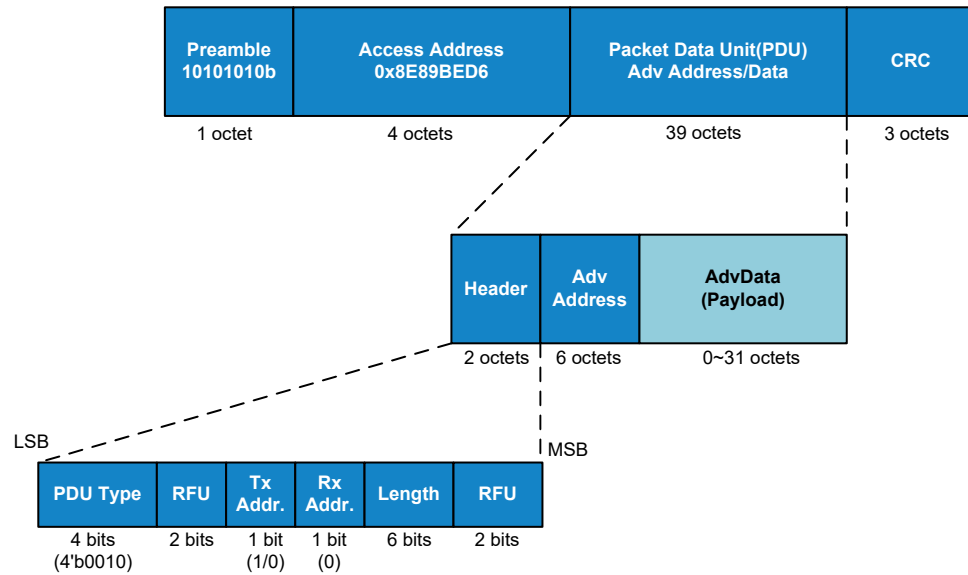 Preamble
10101010b
Access Address
0x8E89BED6
Packet Data Unit(PDU)
Adv Address/Data
CRC
1 octet
4 octets
39 octets
3 octets
Header
Adv
Address
AdvData
(Payload)
2 octets
6 octets
0~31 octets
LSB
MSB
PDU Type
RFU
Tx
Addr.
Rx
Addr.
Length
RFU
4 bits
(4'b0010)
2 bits
1 bit
(1/0)
1 bit
(0)
6 bits
2 bits